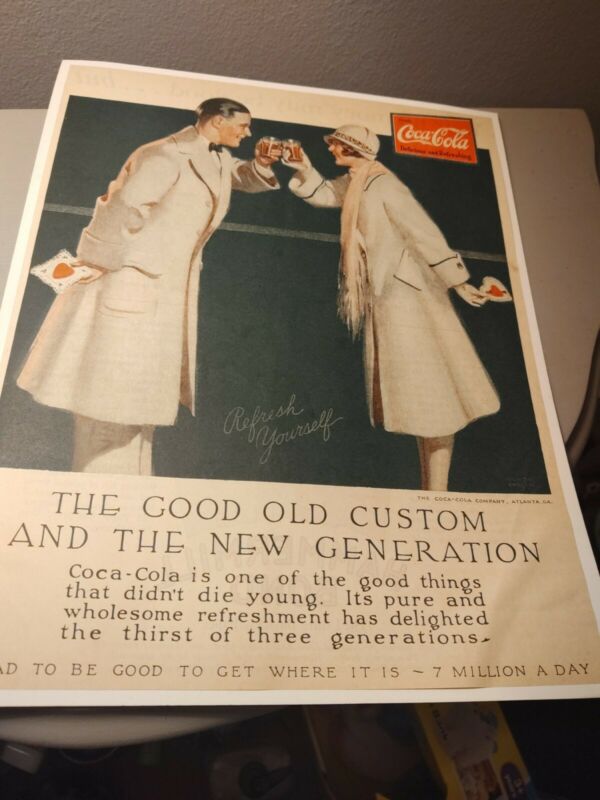 Coca-Cola
Delicious and Refreshing
Refresh
Yourself
THE COCA-COLA COMPANY, ATLANTA, GA.
THE GOOD OLD CUSTOM
AND THE NEW GENERATION
Coca-Cola is one of the good things
that didn't die young. Its pure and
wholesome refreshment has delighted
the thirst of three generations
AD TO BE GOOD TO GET WHERE IT IS ~ 7 MILLION A DAY